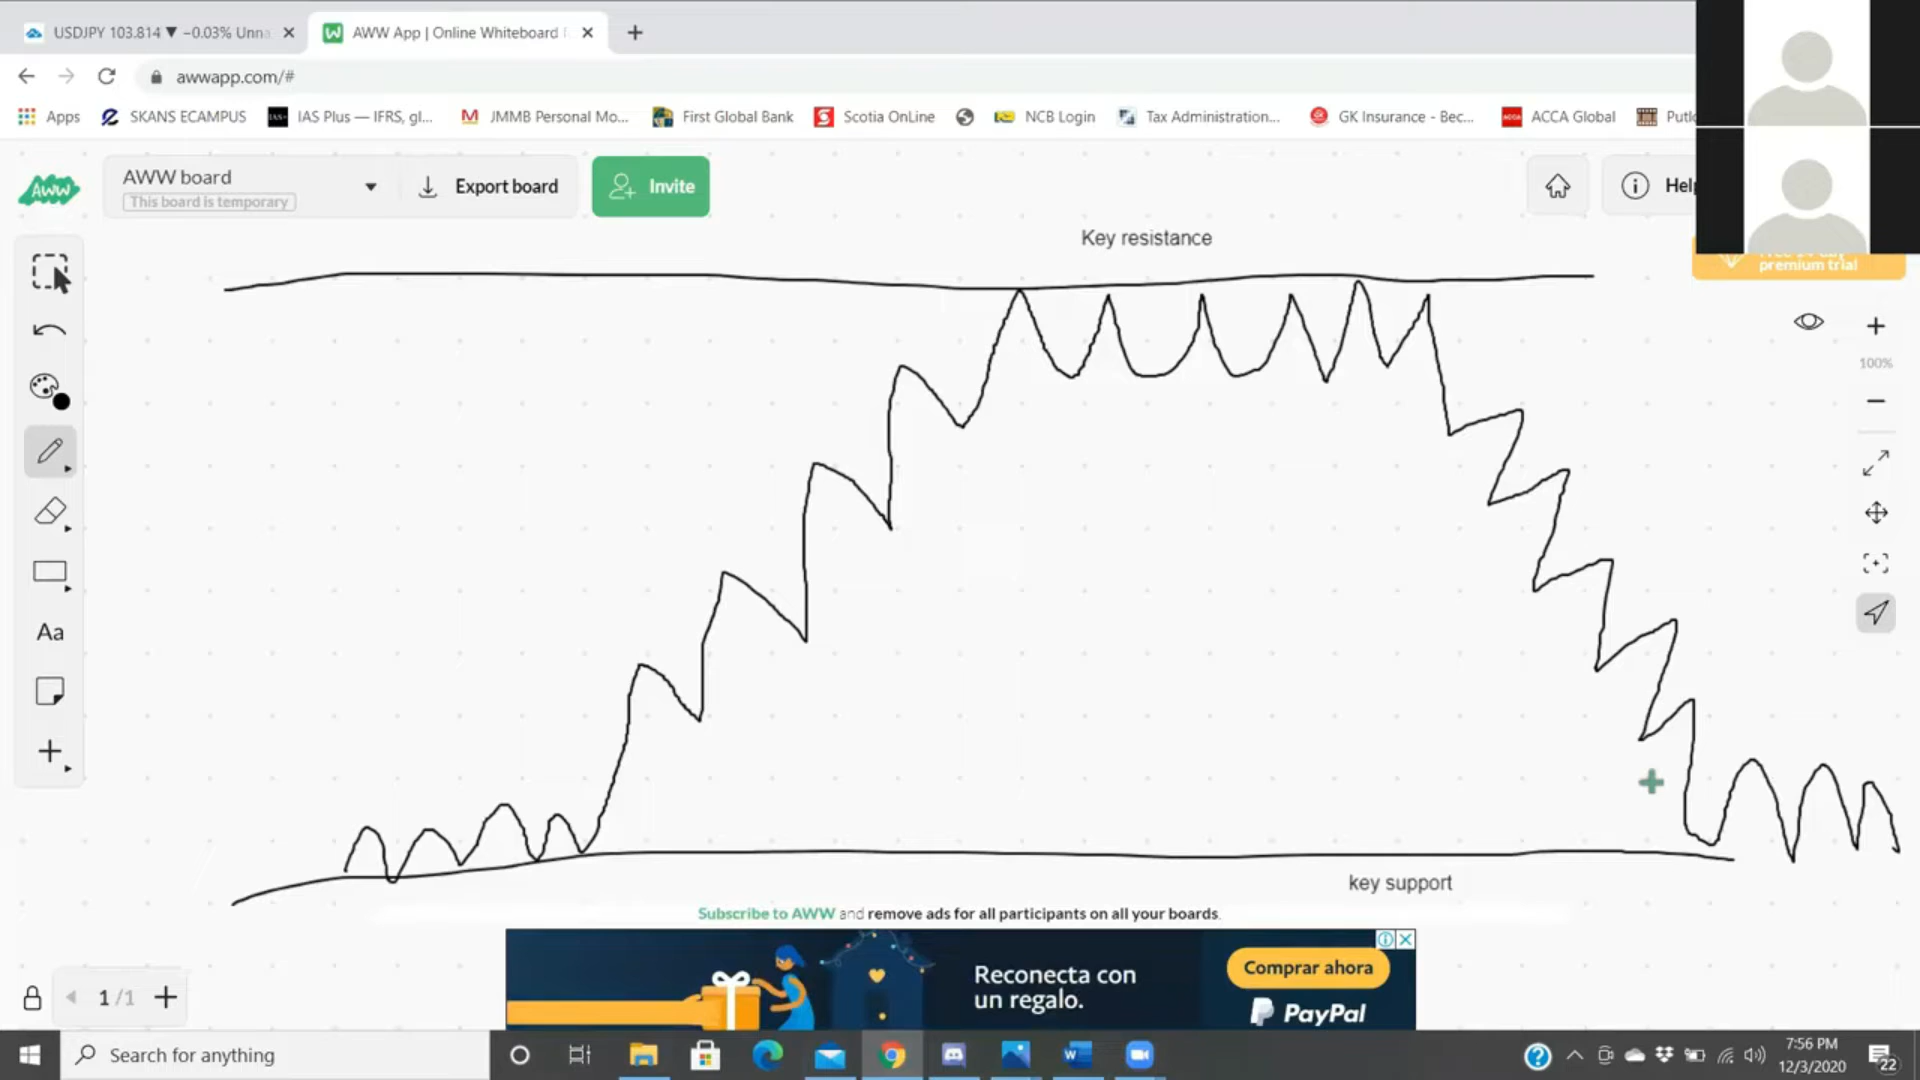 USDJPY 103.814 ▼ −0.03% Unna
AWW App | Online Whiteboard
awwapp.com/#
Apps
SKANS ECAMPUS
IAS Plus — IFRS, gl...
JMMB Personal Mo...
First Global Bank
Scotia OnLine
NCB Login
Tax Administration...
GK Insurance - Bec...
ACCA Global
AWW
AWW board
This board is temporary
Export board
Invite
Key resistance
premium trial
100%
Aa
key support
Subscribe to AWW and remove ads for all participants on all your boards.
Reconecta con
un regalo.
Comprar ahora
PayPal
1 /1
Search for anything
7:56 PM
12/3/2020
22